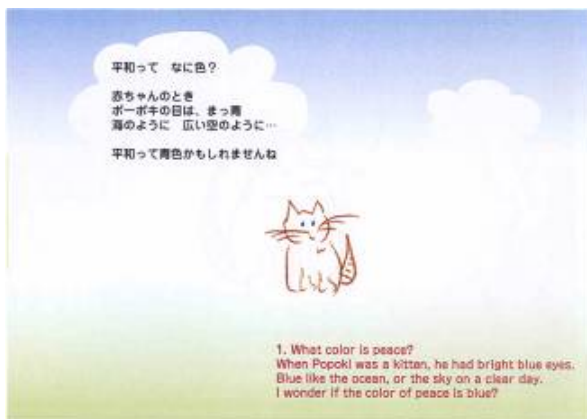 平和って　なに色？
赤ちゃんのとき
ポーポキの目は、まっ青
海のように　広い空のように…
平和って青色かもしれませんね
1. What color is peace?
When Popoki was a kitten, he had bright blue eyes.
Blue like the ocean, or the sky on a clear day.
I wonder if the color of peace is blue?